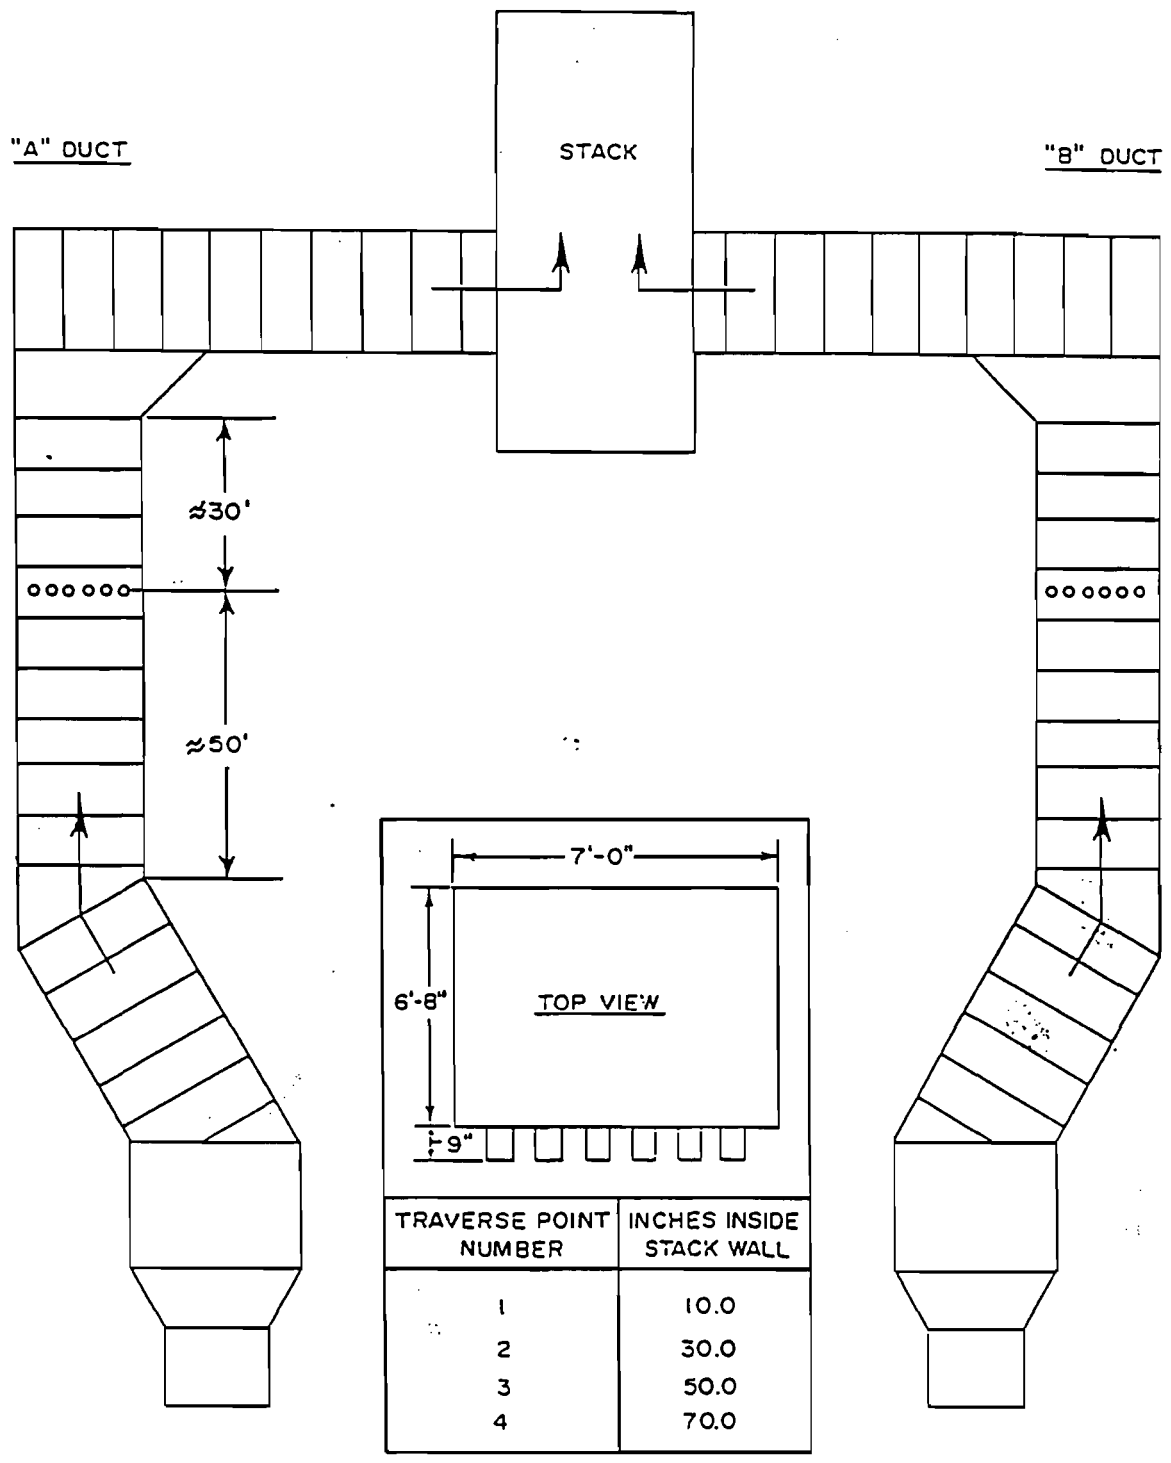 "A" DUCT
STACK
"B" DUCT
≈30'
≈50'
7'-0"
6'-8"
TOP VIEW
9"
TRAVERSE POINT NUMBER
INCHES INSIDE STACK WALL
1 10.0
2 30.0
3 50.0
4 70.0